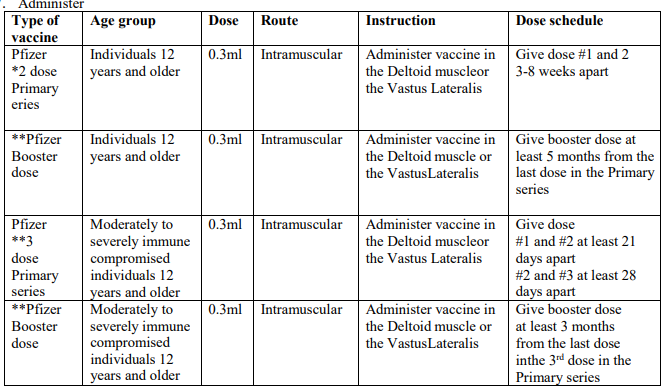 . Administer
Type of vaccine | Age group | Dose | Route | Instruction | Dose schedule
Pfizer | Individuals 12 | 0.3ml | Intramuscular | Administer vaccine in | Give dose #1 and 2
*2 dose | years and older | the Deltoid muscleor | 3-8 weeks apart
Primary | the Vastus Lateralis
eries
**Pfizer | Individuals 12 | 0.3ml | Intramuscular | Administer vaccine in | Give booster dose at
Booster | years and older | the Deltoid muscle or | least 5 months from the
dose | the VastusLateralis | last dose in the Primary
series
Pfizer | Moderately to | 0.3ml | Intramuscular | Administer vaccine in | Give dose
**3 | severely immune | the Deltoid muscleor | #1 and #2 at least 21
dose | compromised | the Vastus Lateralis | days apart
Primary | individuals 12 | #2 and #3 at least 28
series | years and older | days apart
**Pfizer | Moderately to | 0.3ml | Intramuscular | Administer vaccine in | Give booster dose
Booster | severely immune | the Deltoid muscle or | at least 3 months
dose | compromised | the VastusLateralis | from the last dose
individuals 12 | inthe 3rd dose in the
years and older | Primary series